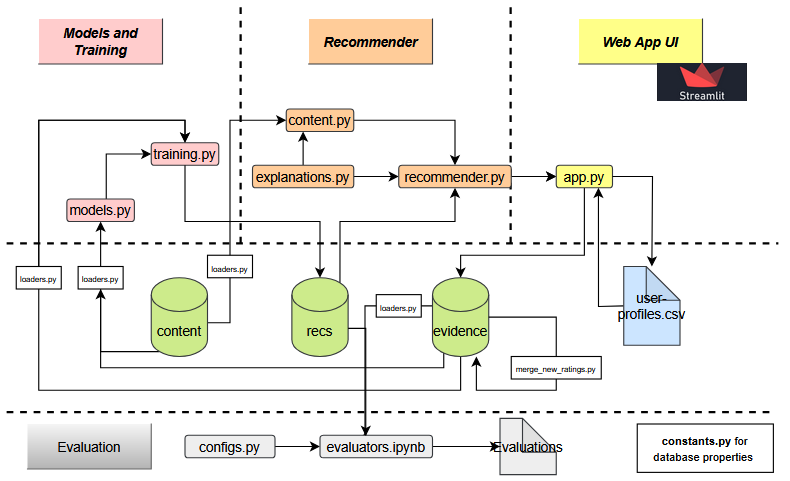 Models and
Training
Recommender
Web App UI
Streamlit
content.py
training.py
explanations.py
recommender.py
app.py
models.py
loaders.py
loaders.py
loaders.py
content
recs
loaders.py
evidence
user-
profiles.csv
merge_new_ratings.py
Evaluation
configs.py
evaluators.ipynb
Evaluations
constants.py for
database properties